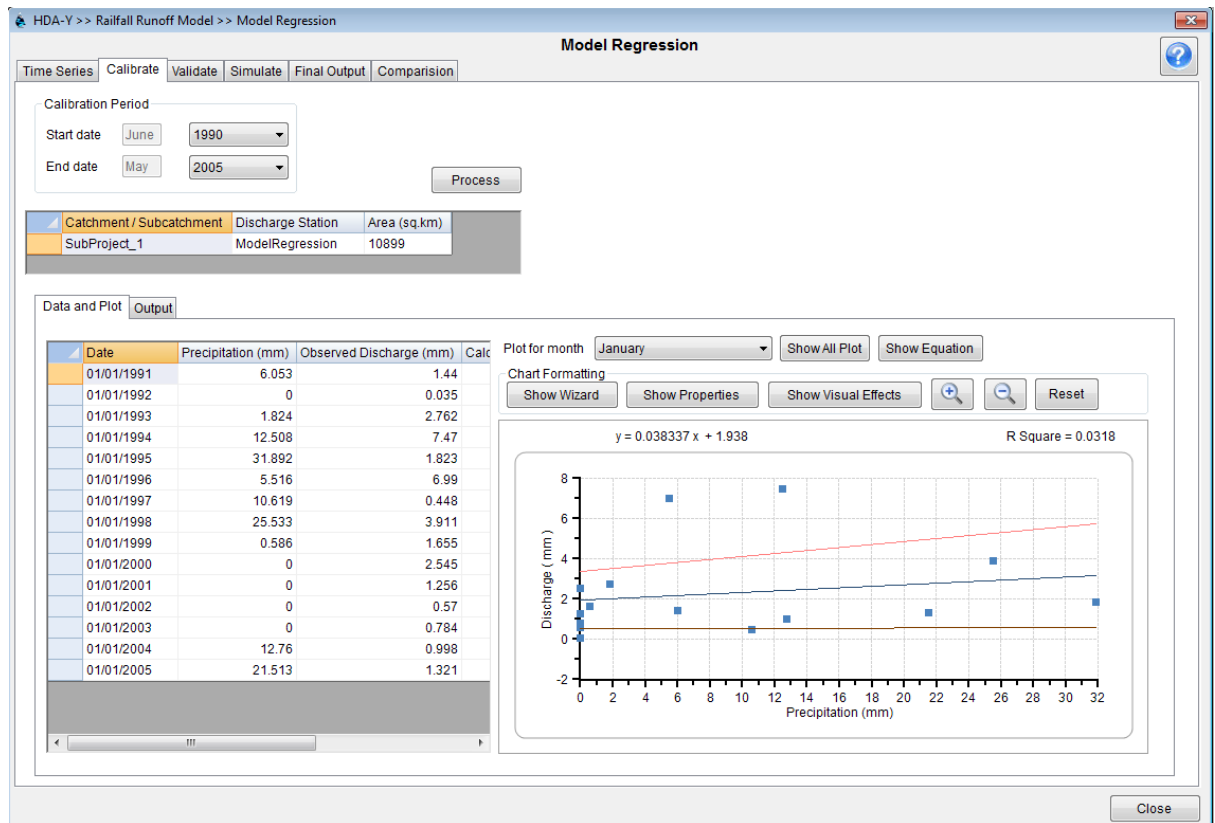 HDA-Y >> Railfall Runoff Model >> Model Regression
Model Regression
Time Series Calibrate Validate Simulate Final Output Comparision
Calibration Period
Start date June 1990
End date May 2005
Process
Catchment / Subcatchment Discharge Station Area (sq.km)
SubProject_1 ModelRegression 10899
Data and Plot Output
Date Precipitation (mm) Observed Discharge (mm) Calc
01/01/1991 6.053 1.44
01/01/1992 0 0.035
01/01/1993 1.824 2.762
01/01/1994 12.508 7.47
01/01/1995 31.892 1.823
01/01/1996 5.516 6.99
01/01/1997 10.619 0.448
01/01/1998 25.533 3.911
01/01/1999 0.586 1.655
01/01/2000 0 2.545
01/01/2001 0 1.256
01/01/2002 0 0.57
01/01/2003 0 0.784
01/01/2004 12.76 0.998
01/01/2005 21.513 1.321
Plot for month January Show All Plot Show Equation
Chart Formatting
Show Wizard Show Properties Show Visual Effects Reset
y = 0.038337 x + 1.938 R Square = 0.0318
8
6
4
2
0
-2
Discharge ( mm )
0 2 4 6 8 10 12 14 16 18 20 22 24 26 28 30 32
Precipitation (mm)
Close